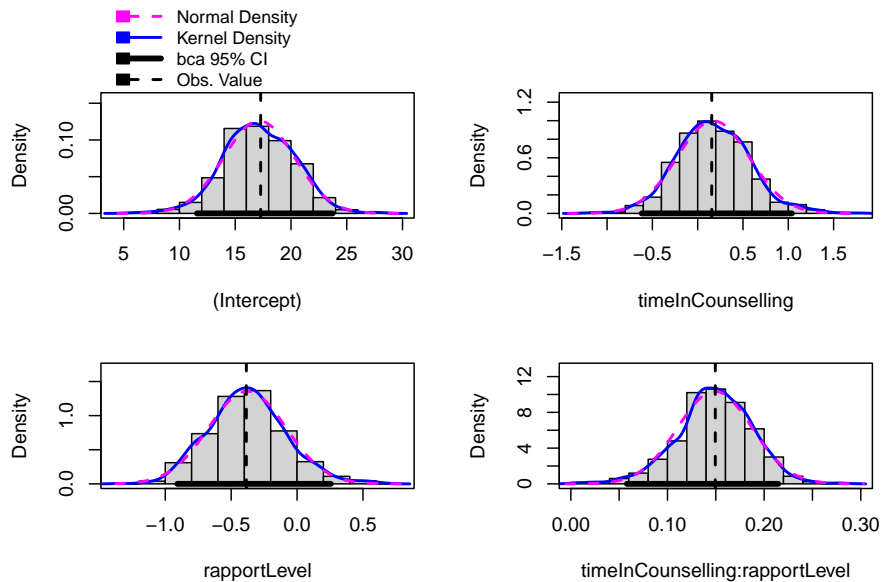 Normal Density
Kernel Density
bca 95% CI
Obs. Value
Density
0.00
0.10
5
10
15
20
25
30
(Intercept)
Density
0.0
0.6
1.2
−1.5
−0.5
0.5
1.0
1.5
timeInCounselling
Density
0.0
1.0
−1.0
−0.5
0.0
0.5
rapportLevel
Density
0
4
8
12
0.00
0.10
0.20
0.30
timeInCounselling:rapportLevel